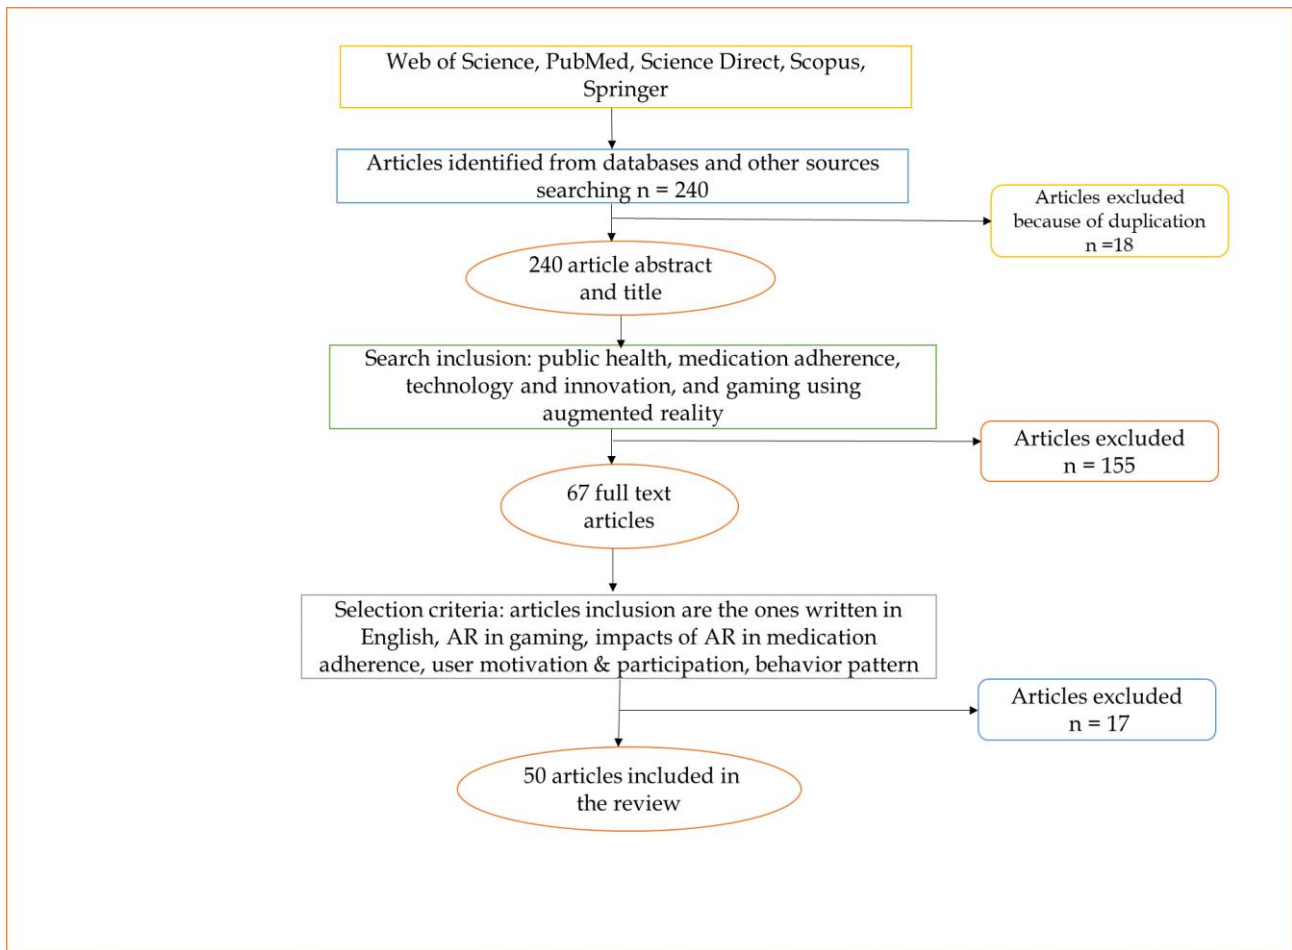 Web of Science, PubMed, Science Direct, Scopus,
Springer
Articles identified from databases and other sources
searching n = 240
Articles excluded
because of duplication
n =18
240 article abstract
and title
Search inclusion: public health, medication adherence,
technology and innovation, and gaming using
augmented reality
Articles excluded
n = 155
67 full text
articles
Selection criteria: articles inclusion are the ones written in
English, AR in gaming, impacts of AR in medication
adherence, user motivation & participation, behavior pattern
Articles excluded
n = 17
50 articles included in
the review